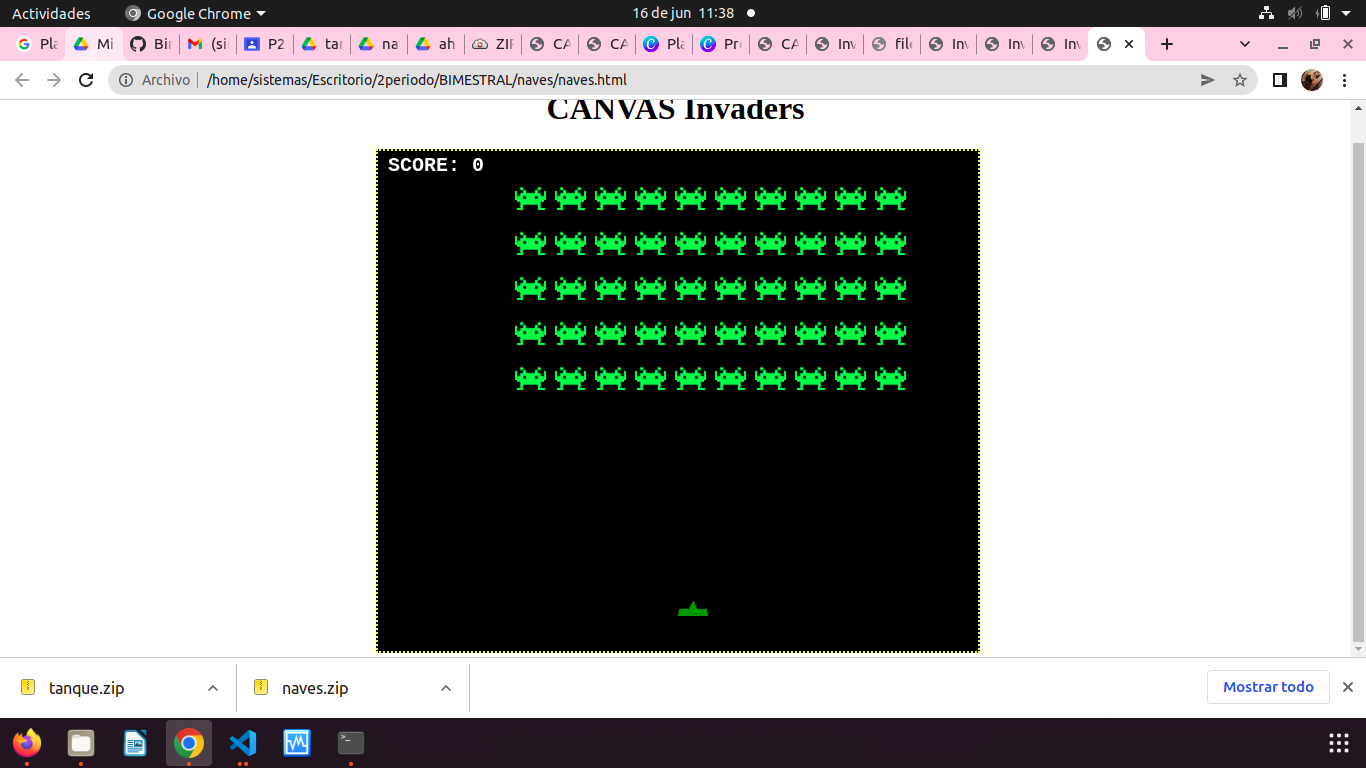 Actividades Google Chrome 16 de jun 11:38
Pla Mi Bir M (si P2 tar na ah ZIF CA CA Pla Pre CA Inv file Inv Inv Inv
Archivo /home/sistemas/Escritorio/2periodo/BIMESTRAL/naves/naves.html
CANVAS Invaders
SCORE: 0
tanque.zip naves.zip Mostrar todo